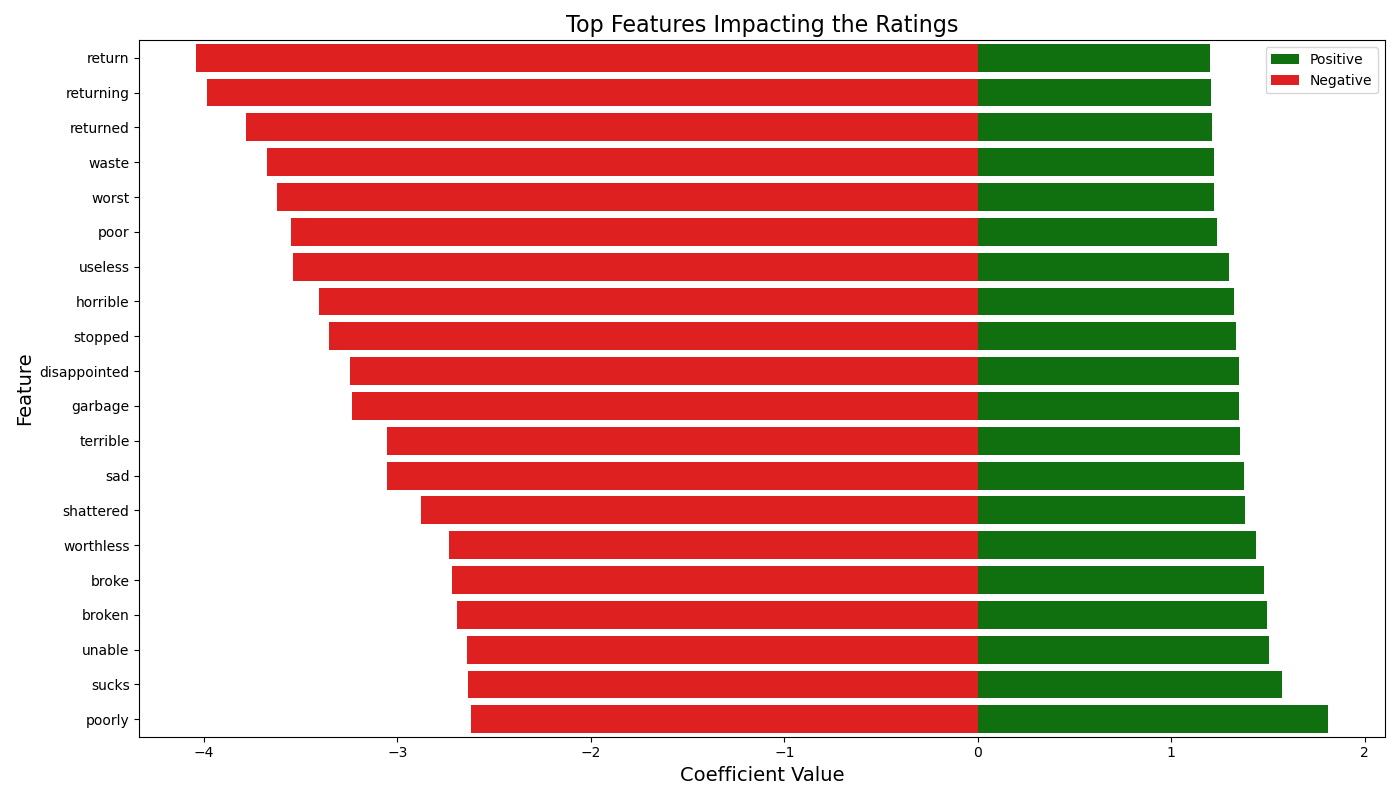 Top Features Impacting the Ratings
Positive
Negative
return
returning
returned
waste
worst
poor
useless
horrible
stopped
disappointed
garbage
terrible
sad
shattered
worthless
broke
broken
unable
sucks
poorly
Feature
−4 −3 −2 −1 0 1 2
Coefficient Value